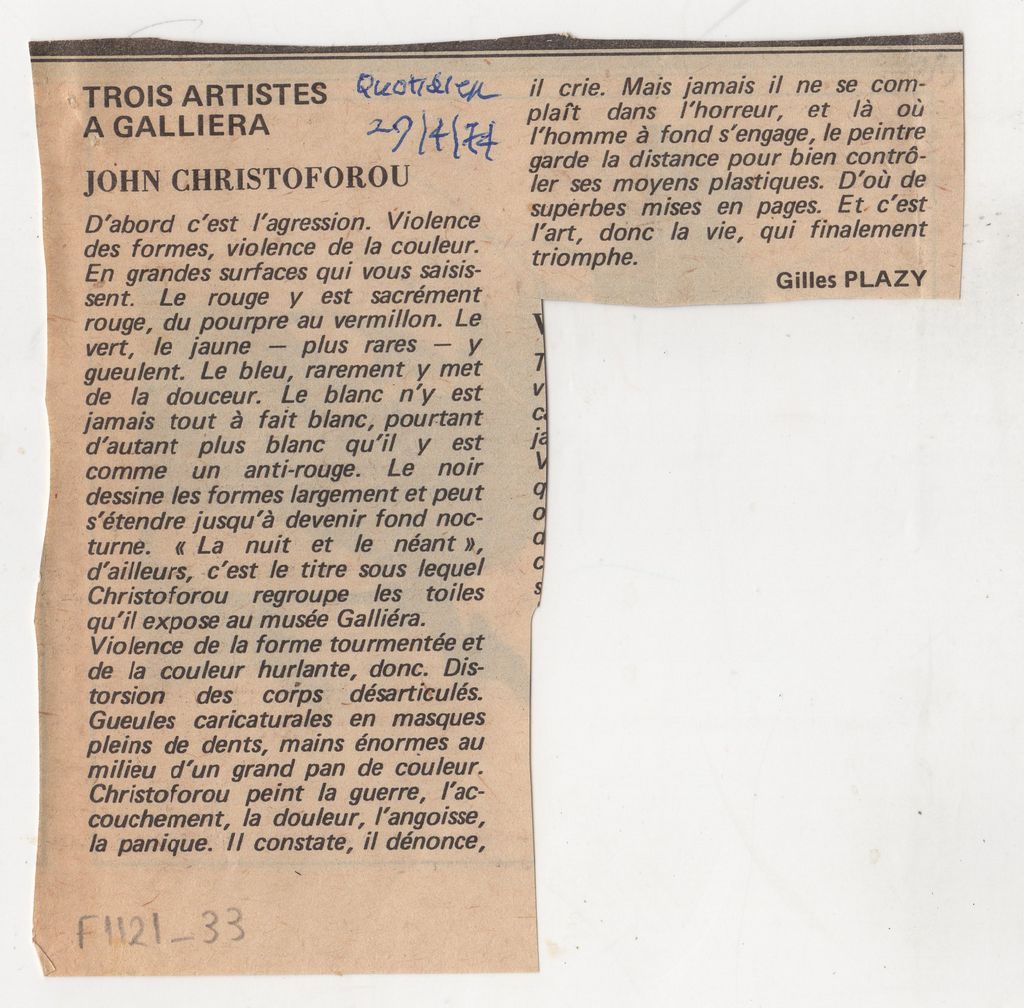 TROIS ARTISTES
A GALLIERA
Quotidien
29/4/74
JOHN CHRISTOFOROU
D'abord c'est l'agression. Violence
des formes, violence de la couleur.
En grandes surfaces qui vous saisis-
sent. Le rouge y est sacrément
rouge, du pourpre au vermillon. Le
vert, le jaune — plus rares — y
gueulent. Le bleu, rarement y met
de la douceur. Le blanc n'y est
jamais tout à fait blanc, pourtant
d'autant plus blanc qu'il y est
comme un anti-rouge. Le noir
dessine les formes largement et peut
s'étendre jusqu'à devenir fond noc-
turne. « La nuit et le néant »,
d'ailleurs, c'est le titre sous lequel
Christoforou regroupe les toiles
qu'il expose au musée Galliéra.
Violence de la forme tourmentée et
de la couleur hurlante, donc. Dis-
torsion des corps désarticulés.
Gueules caricaturales en masques
pleins de dents, mains énormes au
milieu d'un grand pan de couleur.
Christoforou peint la guerre, l'ac-
couchement, la douleur, l'angoisse,
la panique. Il constate, il dénonce,
il crie. Mais jamais il ne se com-
plaît dans l'horreur, et là où
l'homme à fond s'engage, le peintre
garde la distance pour bien contrô-
ler ses moyens plastiques. D'où de
superbes mises en pages. Et c'est
l'art, donc la vie, qui finalement
triomphe.
Gilles PLAZY
F1121_33